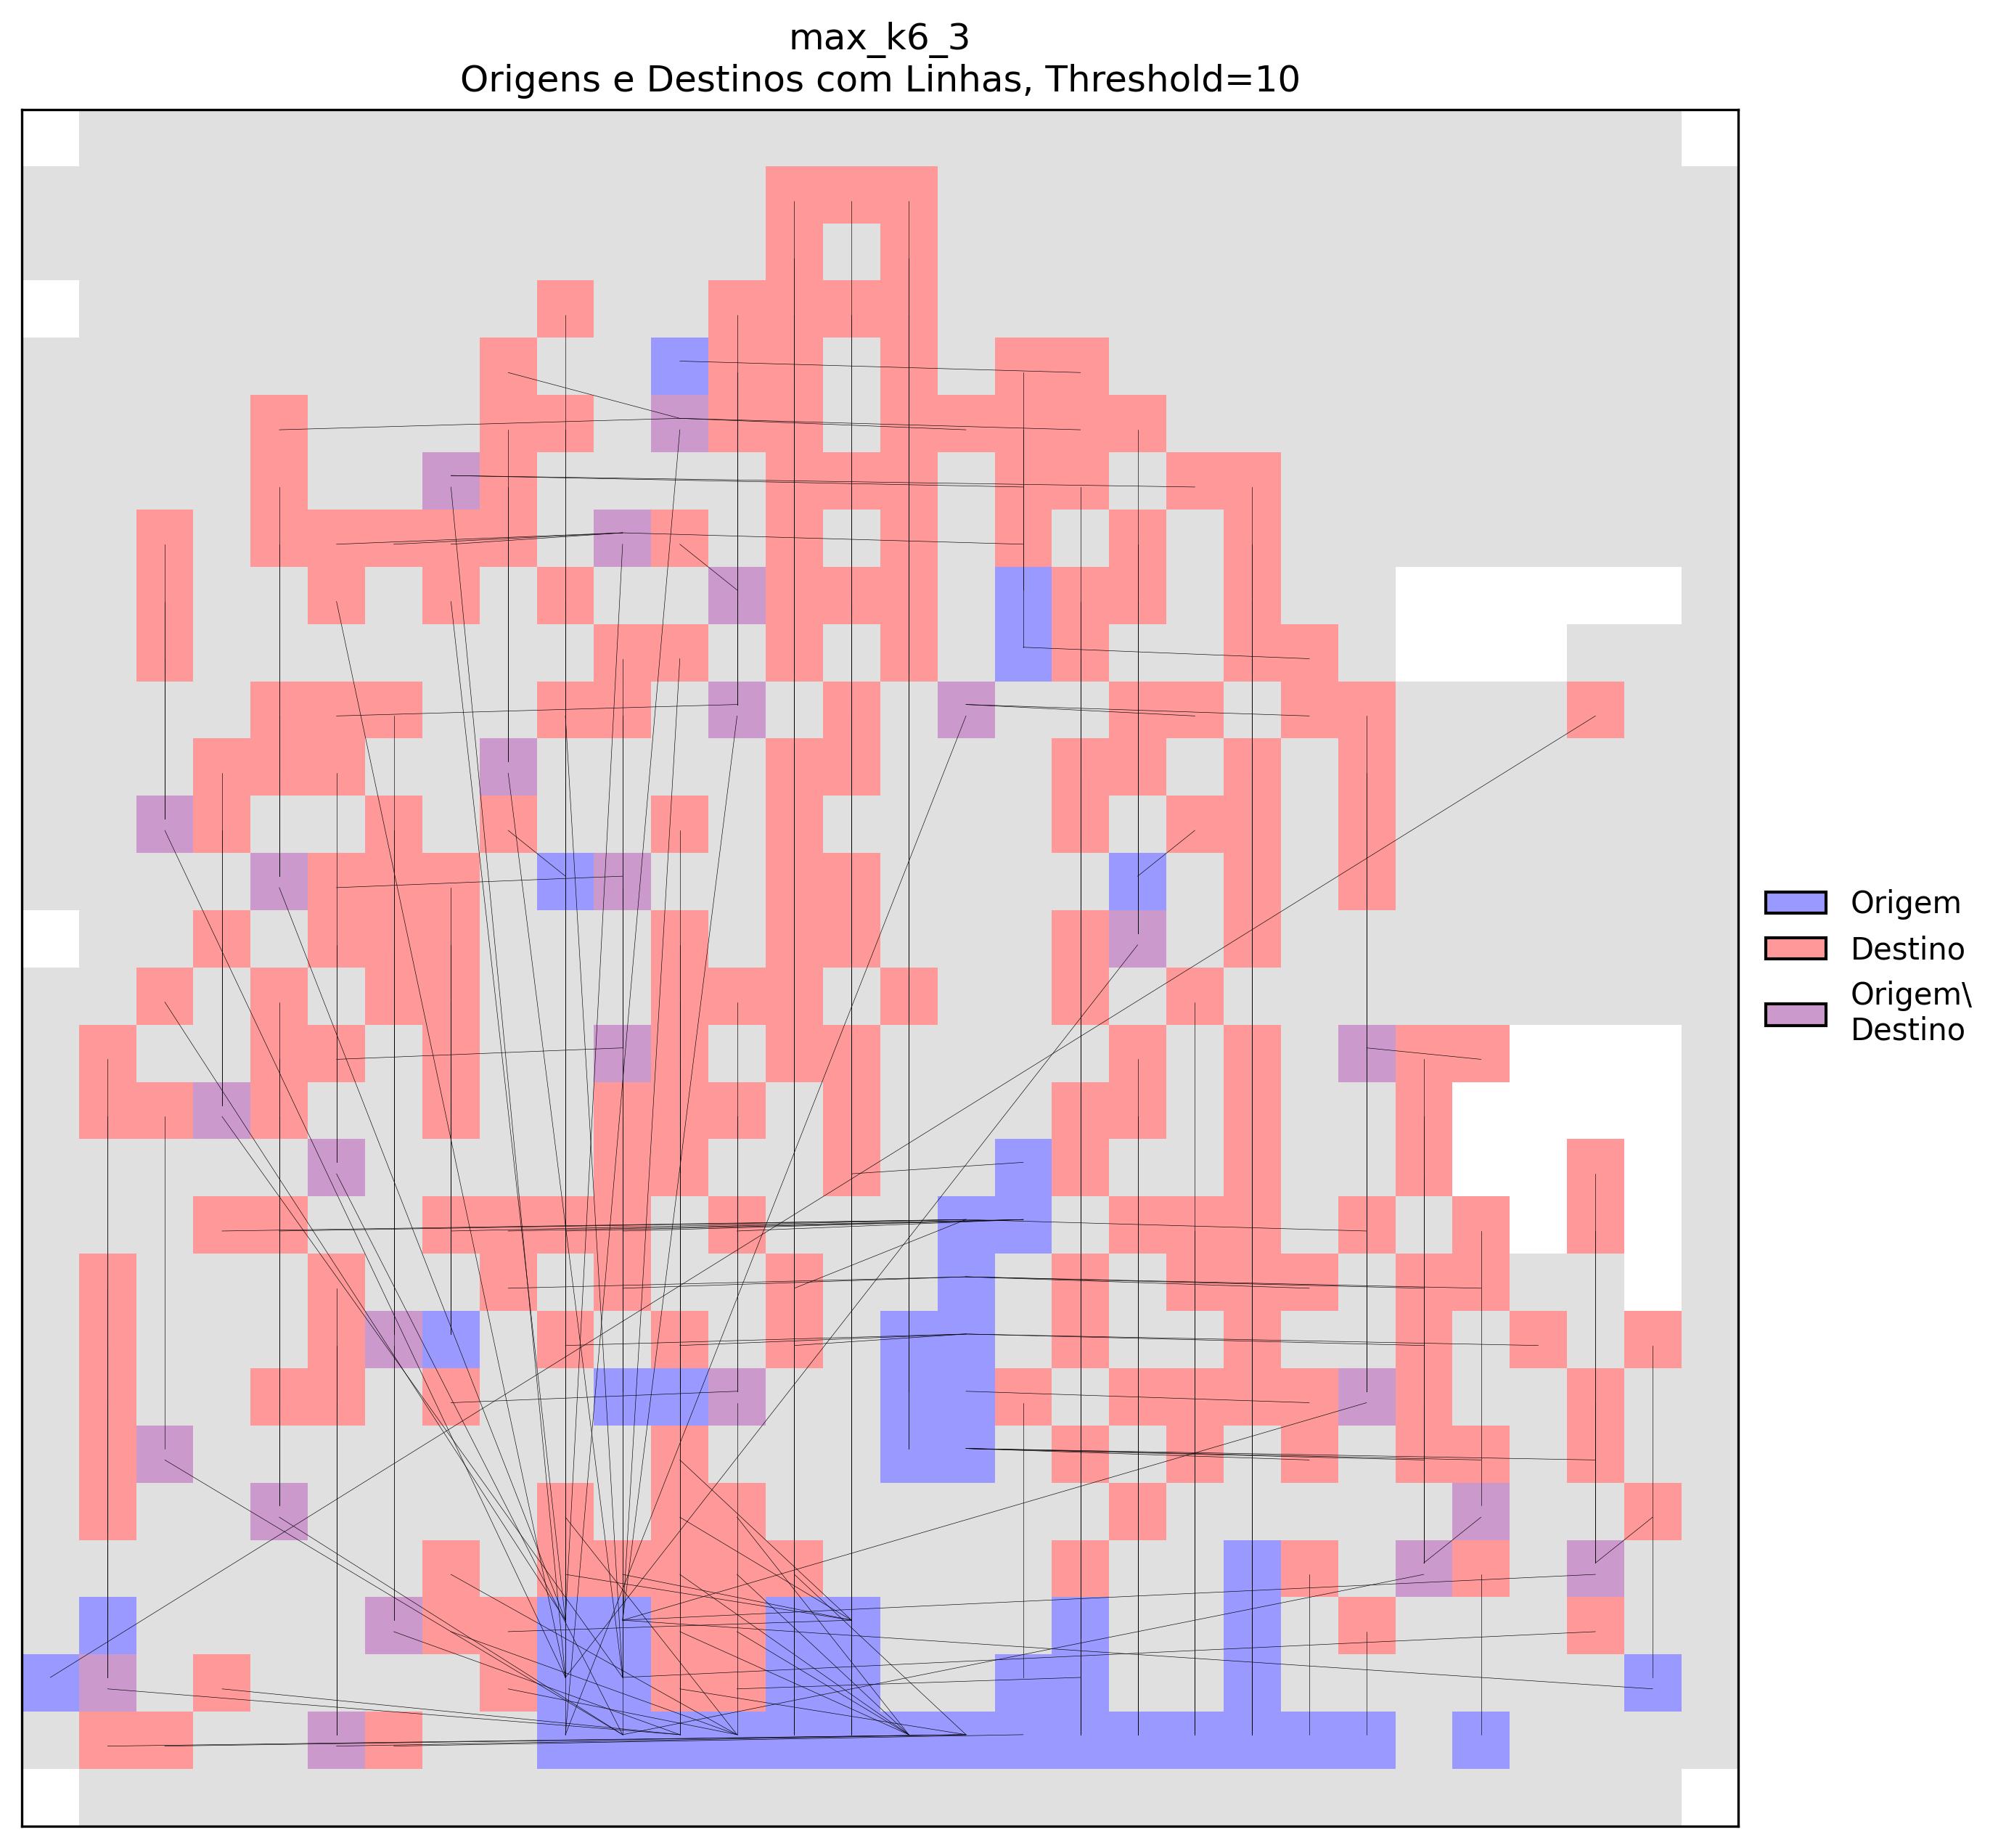 max_k6_3
Origens e Destinos com Linhas, Threshold=10
Origem
Destino
Origem\
Destino